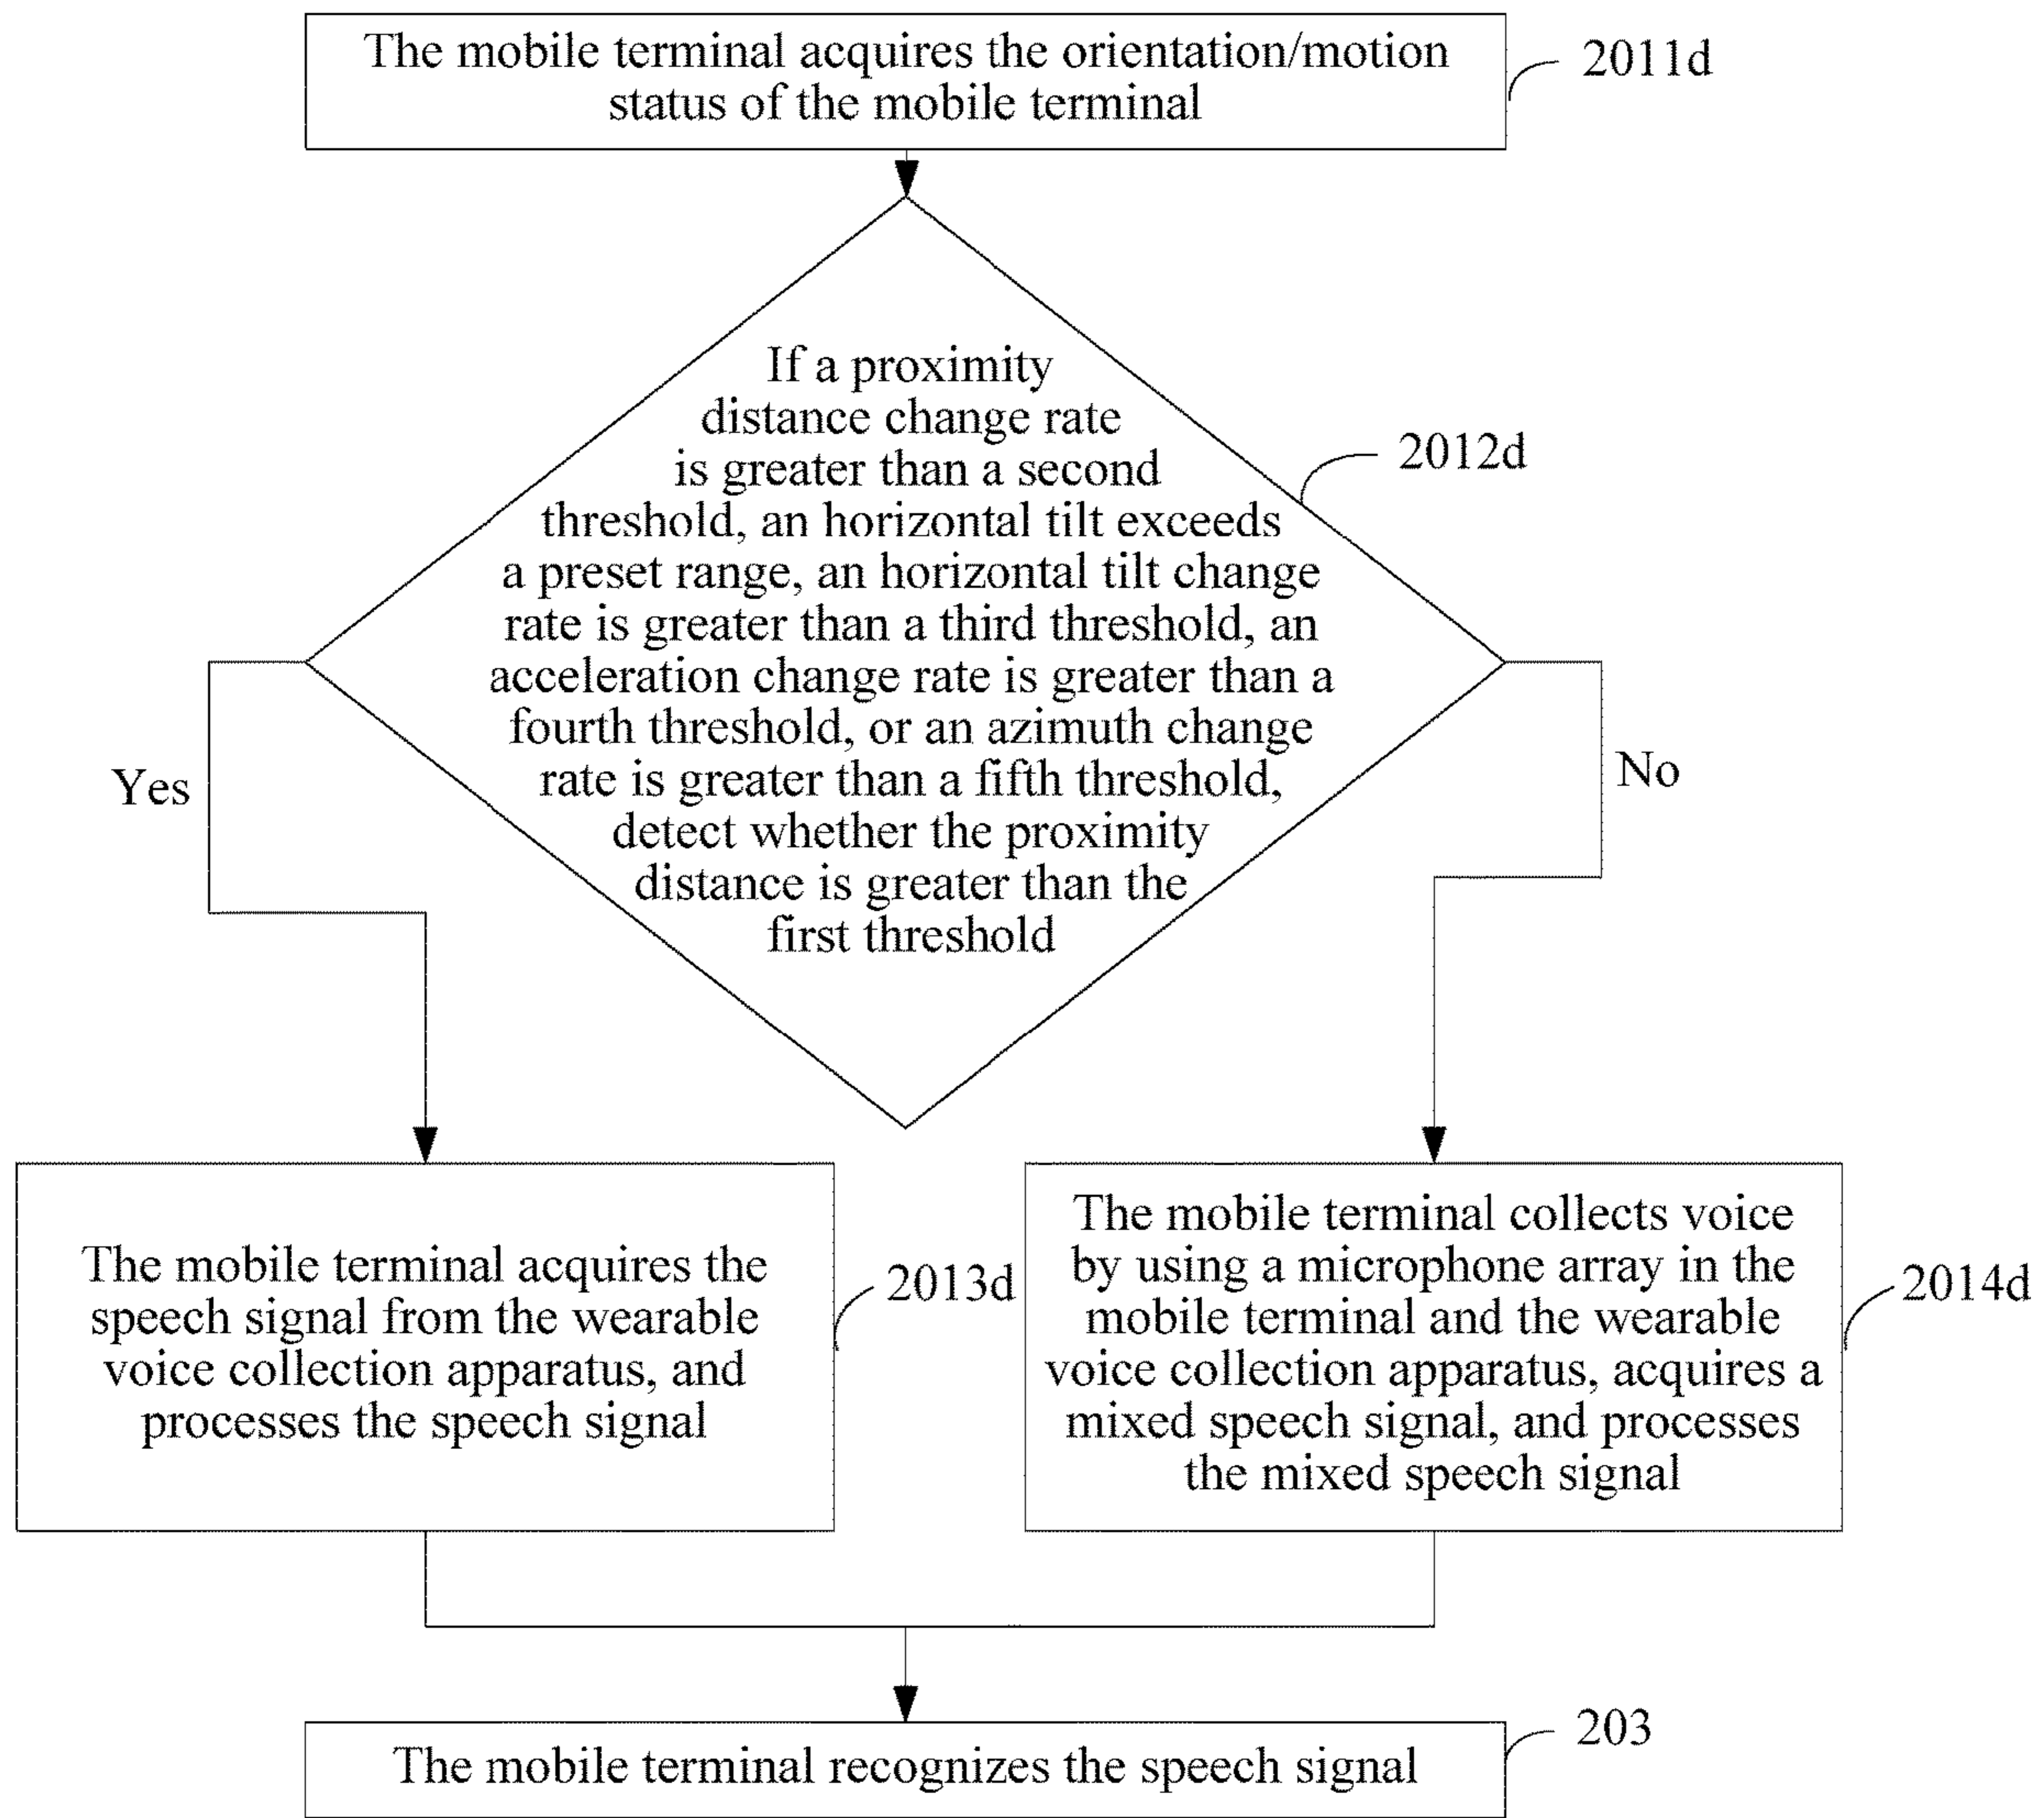 The mobile terminal acquires the orientation/motion
status of the mobile terminal
2011d
If a proximity
distance change rate
is greater than a second
threshold, an horizontal tilt exceeds
a preset range, an horizontal tilt change
rate is greater than a third threshold, an
acceleration change rate is greater than a
fourth threshold, or an azimuth change
rate is greater than a fifth threshold,
detect whether the proximity
distance is greater than the
first threshold
2012d
Yes
No
The mobile terminal acquires the
speech signal from the wearable
voice collection apparatus, and
processes the speech signal
2013d
The mobile terminal collects voice
by using a microphone array in the
mobile terminal and the wearable
voice collection apparatus, acquires a
mixed speech signal, and processes
the mixed speech signal
2014d
The mobile terminal recognizes the speech signal
203